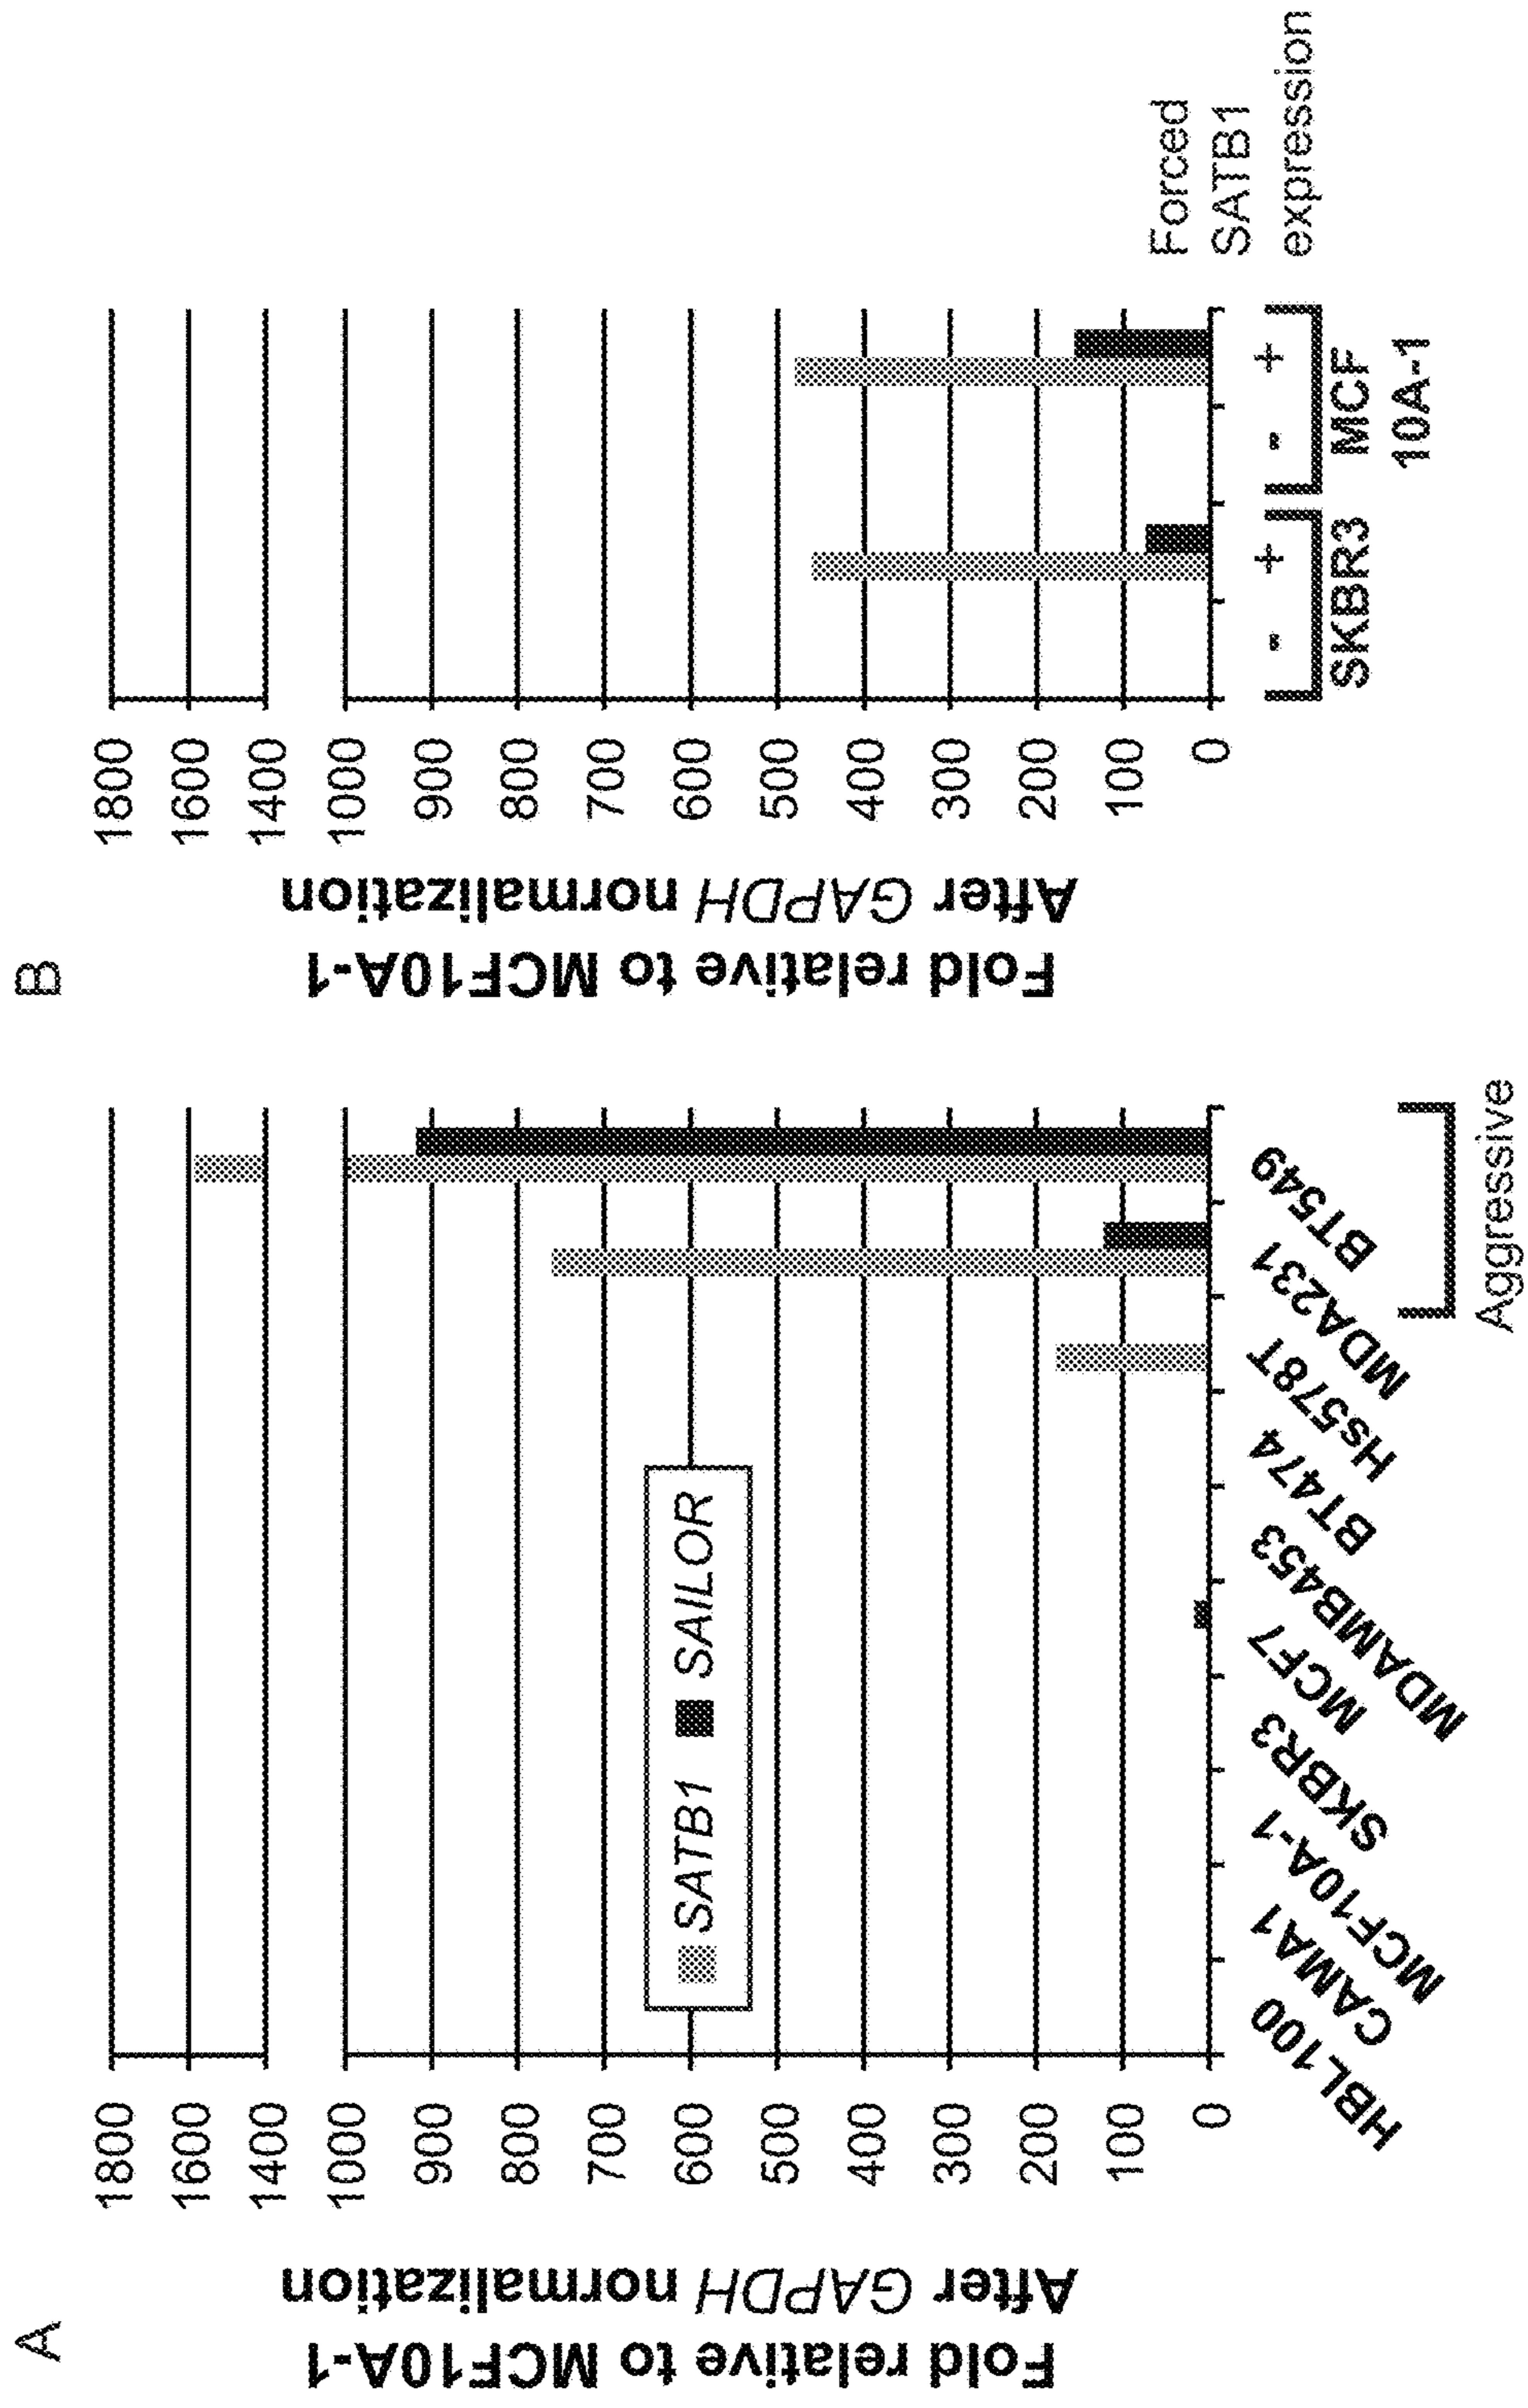 A
Fold relative to MCF10A-1
After GAPDH normalization
1800
1600
1400
1000
900
800
700
600
500
400
300
200
100
0
SATB1 SAILOR
HBL100
CAMA1
MCF10A-1
SKBR3
MCF7
MDAMB453
BT474
Hs578T
MDA231
BT549
Aggressive
B
Fold relative to MCF10A-1
After GAPDH normalization
1800
1600
1400
1000
900
800
700
600
500
400
300
200
100
0
- + - +
SKBR3 MCF
10A-1
Forced
SATB1
expression